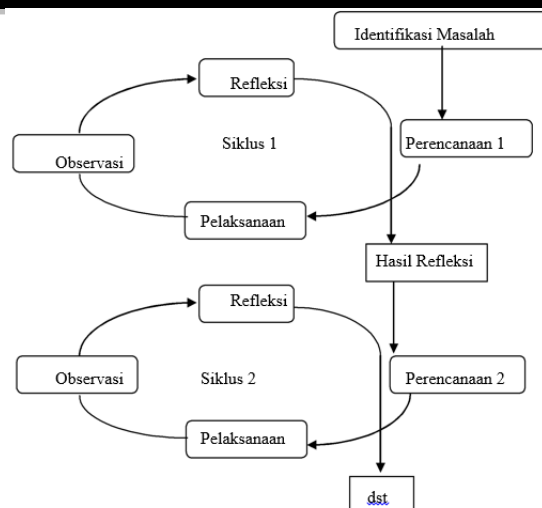 Identifikasi Masalah
Refleksi
Siklus 1
Perencanaan 1
Observasi
Pelaksanaan
Hasil Refleksi
Refleksi
Observasi
Siklus 2
Perencanaan 2
Pelaksanaan
dst